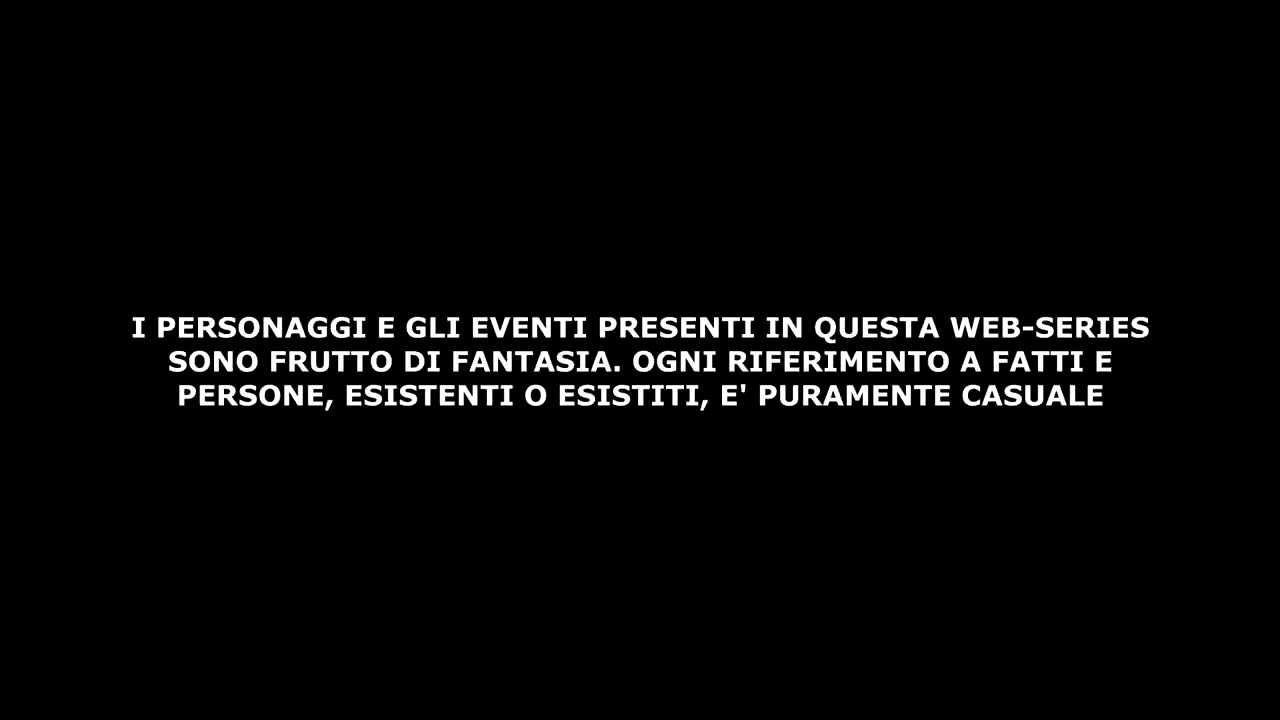 I PERSONAGGI E GLI EVENTI PRESENTI IN QUESTA WEB-SERIES
SONO FRUTTO DI FANTASIA. OGNI RIFERIMENTO A FATTI E
PERSONE, ESISTENTI O ESISTITI, E' PURAMENTE CASUALE